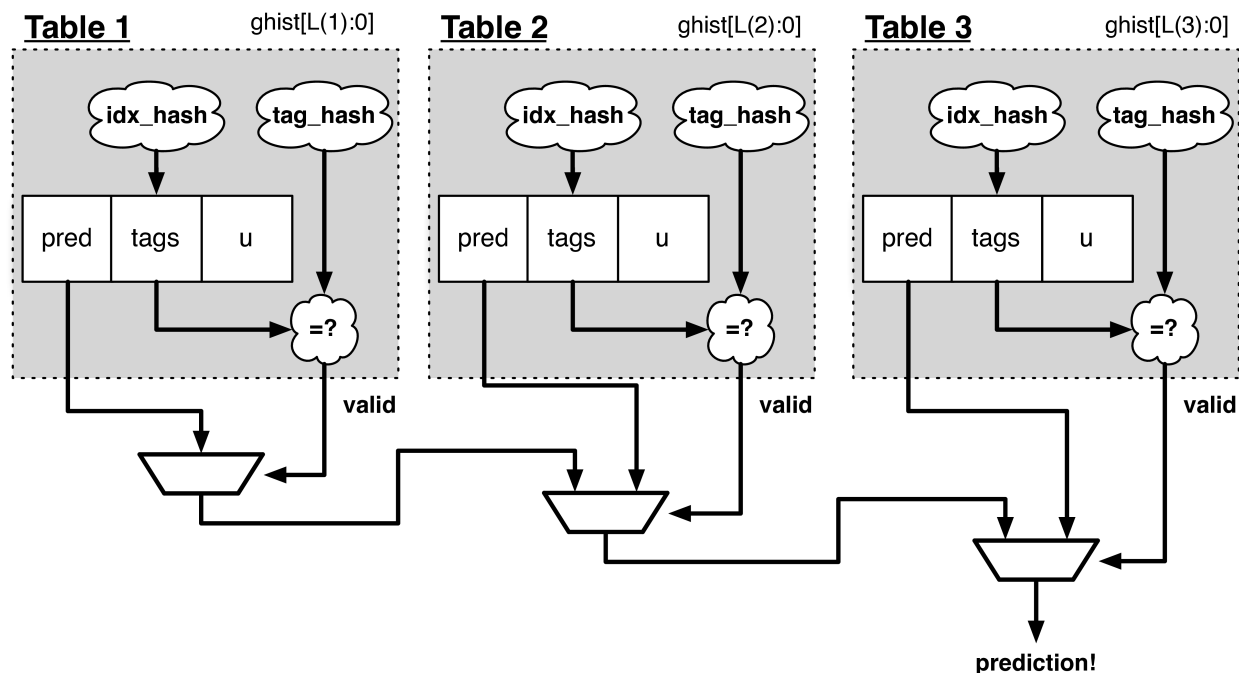 Table 1 ghist[L(1):0] Table 2 ghist[L(2):0] Table 3 ghist[L(3):0]
idx_hash tag_hash idx_hash tag_hash idx_hash tag_hash
pred tags u pred tags u pred tags u
=? =? =?
valid valid valid
prediction!